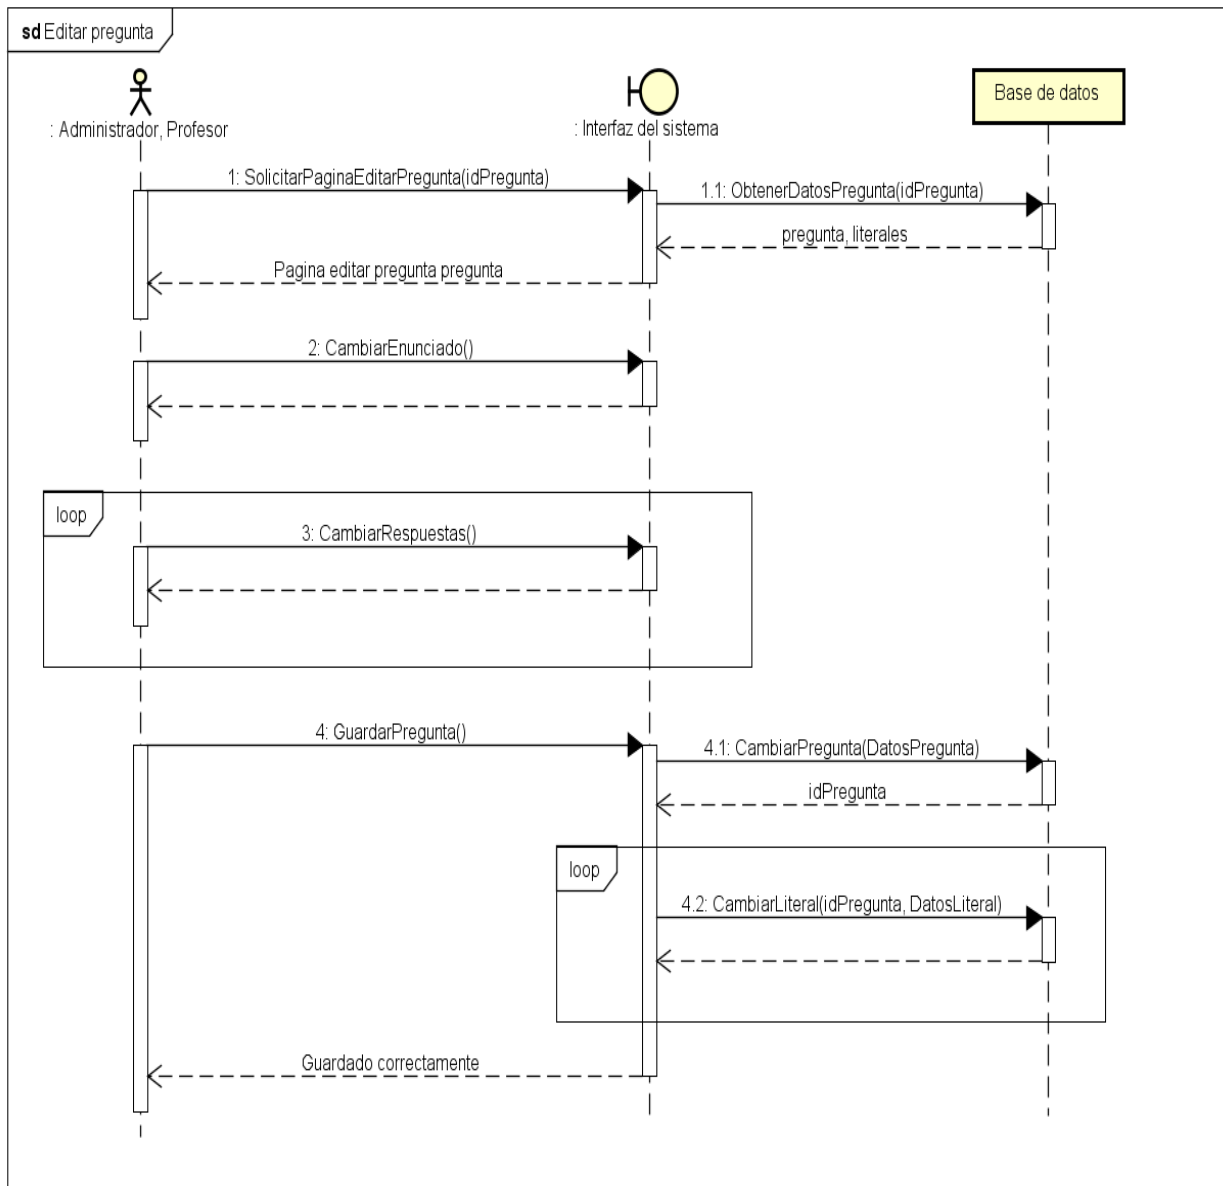 sd Editar pregunta
: Administrador, Profesor
: Interfaz del sistema
Base de datos
1: SolicitarPaginaEditarPregunta(idPregunta)
1.1: ObtenerDatosPregunta(idPregunta)
pregunta, literales
Pagina editar pregunta pregunta
2: CambiarEnunciado()
loop
3: CambiarRespuestas()
4: GuardarPregunta()
4.1: CambiarPregunta(DatosPregunta)
idPregunta
loop
4.2: CambiarLiteral(idPregunta, DatosLiteral)
Guardado correctamente